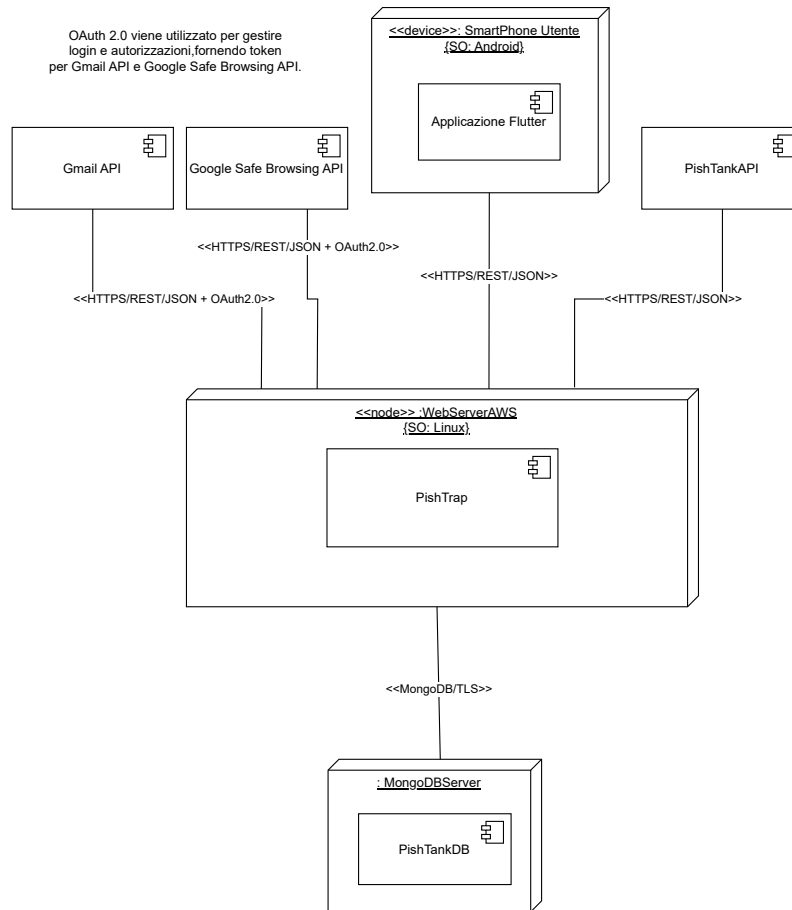 OAuth 2.0 viene utilizzato per gestire
login e autorizzazioni,fornendo token
per Gmail API e Google Safe Browsing API.
<<device>>: SmartPhone Utente
{SO: Android}
Applicazione Flutter
Gmail API
Google Safe Browsing API
PishTankAPI
<<HTTPS/REST/JSON + OAuth2.0>>
<<HTTPS/REST/JSON>>
<<HTTPS/REST/JSON + OAuth2.0>>
<<HTTPS/REST/JSON>>
<<node>> :WebServerAWS
{SO: Linux}
PishTrap
<<MongoDB/TLS>>
: MongoDBServer
PishTankDB